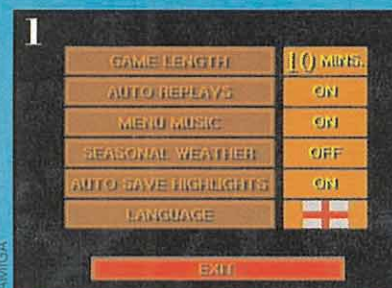 1
GAME LENGTH 10 MINS.
AUTO REPLAYS ON
MENU MUSIC ON
SEASONAL WEATHER OFF
AUTO SAVE HIGHLIGHTS ON
LANGUAGE
EXIT
AMIGA